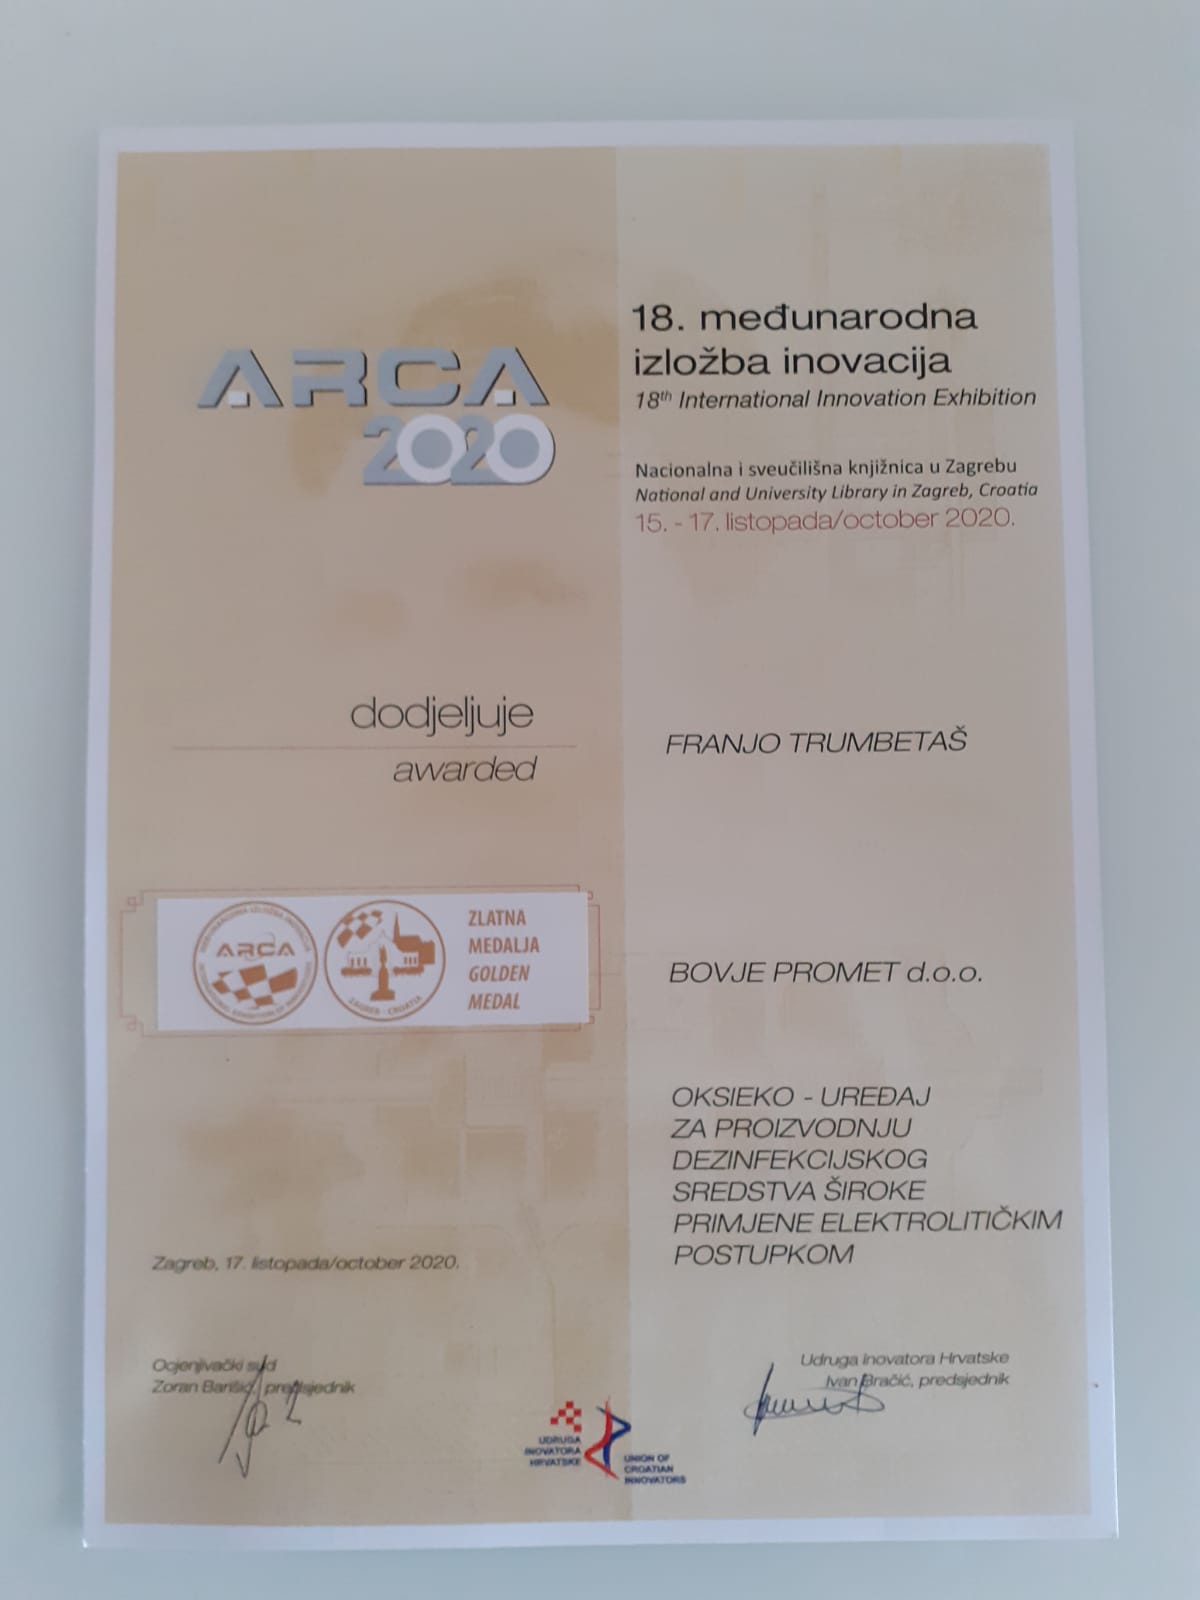 ARCA
2020
18. međunarodna
izložba inovacija
18th International Innovation Exhibition
Nacionalna i sveučilišna knjižnica u Zagrebu
National and University Library in Zagreb, Croatia
15. - 17. listopada/october 2020.
dodjeljuje
awarded
FRANJO TRUMBETAŠ
ARCA
ZAGREB - CROATIA
ZLATNA
MEDALJA
GOLDEN
MEDAL
BOVJE PROMET d.o.o.
OKSIEKO - UREĐAJ
ZA PROIZVODNJU
DEZINFEKCIJSKOG
SREDSTVA ŠIROKE
PRIMJENE ELEKTROLITIČKIM
POSTUPKOM
Zagreb, 17. listopada/october 2020.
Ocjenjivački sud
Zoran Barišić, predsjednik
Udruga Inovatora Hrvatske
Ivan Bračić, predsjednik
UDRUGA
INOVATORA
HRVATSKE
UNION OF
CROATIAN
INNOVATORS